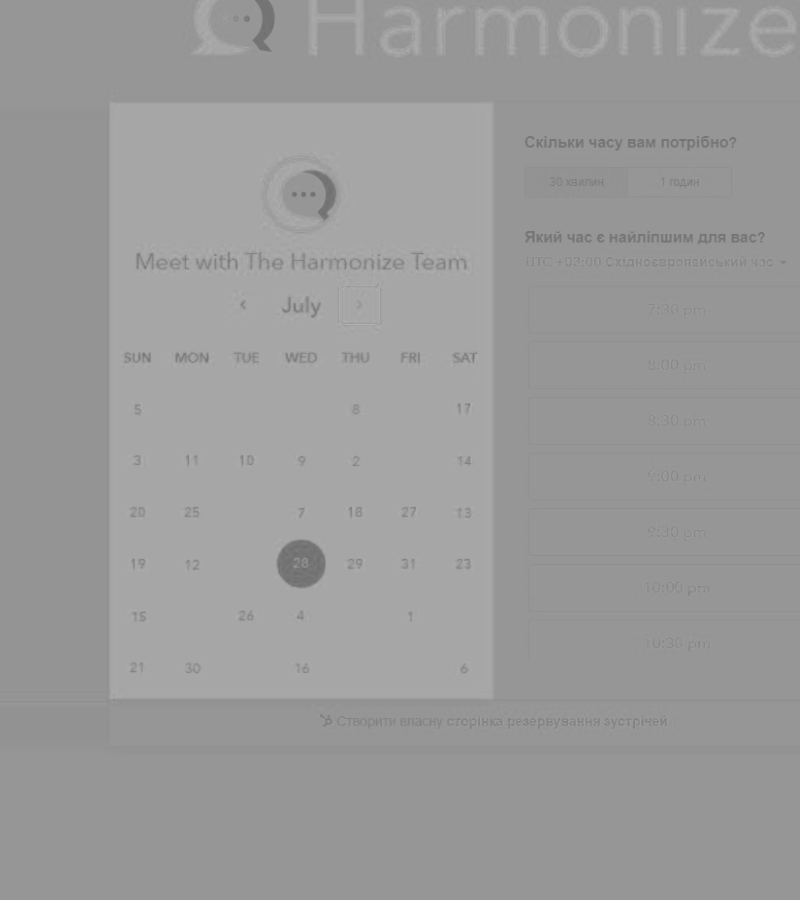 Harmonize
Meet with The Harmonize Team
July
SUN MON TUE WED THU FRI SAT
5 8 17
3 11 10 9 2 14
20 25 7 18 27 13
19 12 28 29 31 23
15 26 4 1
21 30 16 6
Скільки часу вам потрібно?
30 хвилин 1 годин
Який час є найліпшим для вас?
UTC +02:00 Східноєвропейський час
7:30 pm
8:00 pm
8:30 pm
9:00 pm
9:30 pm
10:00 pm
10:30 pm
Створити власну сторінка резервування зустрічей